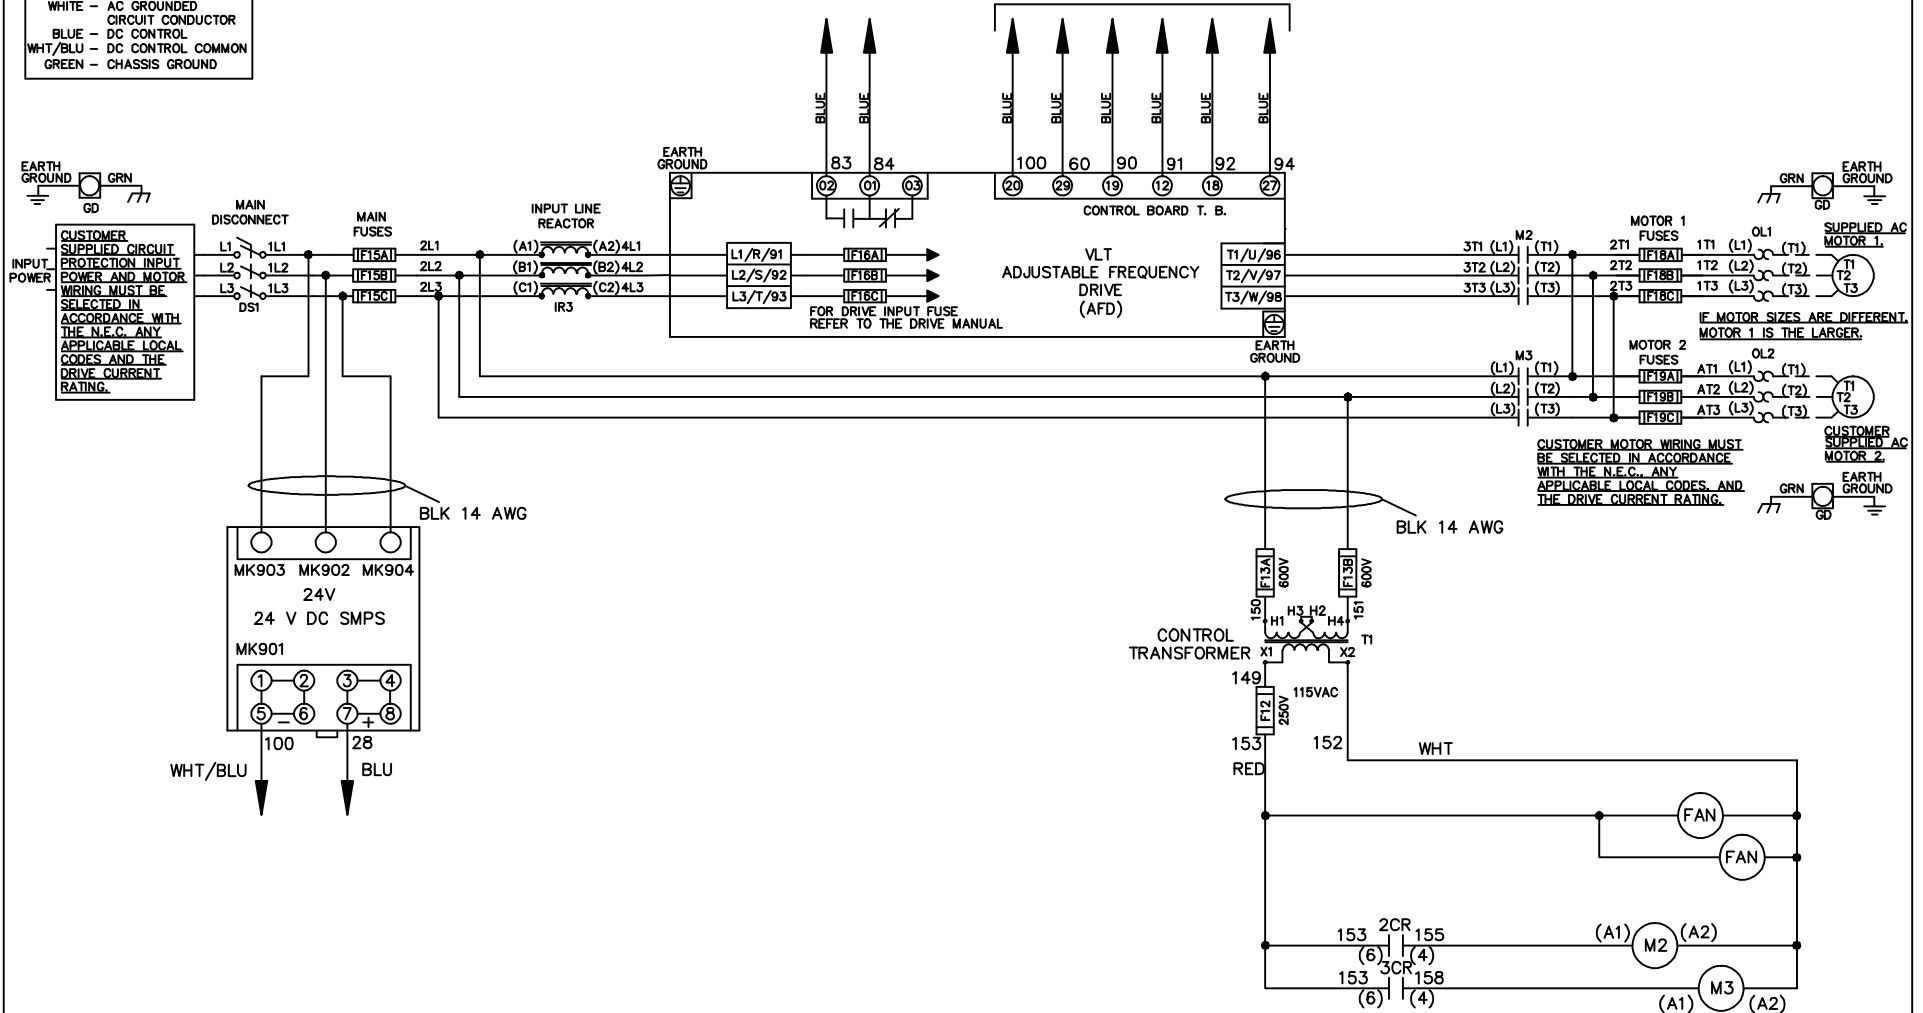 WHITE – AC GROUNDED
CIRCUIT CONDUCTOR
BLUE – DC CONTROL
WHT/BLU – DC CONTROL COMMON
GREEN – CHASSIS GROUND
BLUE
BLUE
BLUE
BLUE
BLUE
BLUE
BLUE
BLUE
83
84
100
60
90
91
92
94
02
01
03
20
29
19
12
18
27
CONTROL BOARD T. B.
EARTH
GROUND
EARTH
GROUND
GRN
GD
MAIN
DISCONNECT
MAIN
FUSES
INPUT LINE
REACTOR
INPUT
POWER
CUSTOMER
SUPPLIED CIRCUIT
PROTECTION INPUT
POWER AND MOTOR
WIRING MUST BE
SELECTED IN
ACCORDANCE WITH
THE N.E.C. ANY
APPLICABLE LOCAL
CODES AND THE
DRIVE CURRENT
RATING.
L1 1L1
L2 1L2
L3 1L3
DS1
F15A
F15B
F15C
2L1
2L2
2L3
(A1) (A2) 4L1
(B1) (B2) 4L2
(C1) (C2) 4L3
IR3
L1/R/91
L2/S/92
L3/T/93
F16A
F16B
F16C
FOR DRIVE INPUT FUSE
REFER TO THE DRIVE MANUAL
VLT
ADJUSTABLE FREQUENCY
DRIVE
(AFD)
T1/U/96
T2/V/97
T3/W/98
EARTH
GROUND
M2
3T1 (L1) (T1)
3T2 (L2) (T2)
3T3 (L3) (T3)
MOTOR 1
FUSES
2T1 F18A 1T1 (L1) OL1 (T1)
2T2 F18B 1T2 (L2) (T2)
2T3 F18C 1T3 (L3) (T3)
GRN
GD
EARTH
GROUND
SUPPLIED AC
MOTOR 1.
T1
T2
T3
IF MOTOR SIZES ARE DIFFERENT,
MOTOR 1 IS THE LARGER.
M3
(L1) (T1)
(L2) (T2)
(L3) (T3)
MOTOR 2
FUSES
F19A AT1 (L1) OL2 (T1)
F19B AT2 (L2) (T2)
F19C AT3 (L3) (T3)
T1
T2
T3
CUSTOMER
SUPPLIED AC
MOTOR 2.
CUSTOMER MOTOR WIRING MUST
BE SELECTED IN ACCORDANCE
WITH THE N.E.C., ANY
APPLICABLE LOCAL CODES, AND
THE DRIVE CURRENT RATING.
GRN
GD
EARTH
GROUND
BLK 14 AWG
MK903 MK902 MK904
24V
24 V DC SMPS
MK901
1 2 3 4
5 – 6 7 + 8
100
28
WHT/BLU
BLU
BLK 14 AWG
F13A
600V
F13B
600V
150
151
H1 H3 H2 H4
T1
CONTROL
TRANSFORMER
X1 X2
149
115VAC
F12
250V
153
152
RED
WHT
FAN
FAN
153 2CR 155
(6) (4)
(A1) M2 (A2)
153 3CR 158
(6) (4)
(A1) M3 (A2)